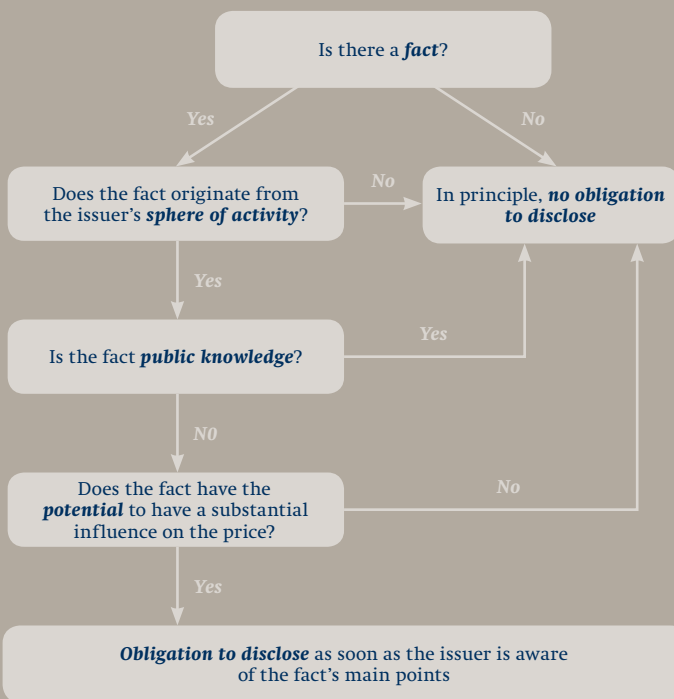 Is there a fact?
Yes
No
Does the fact originate from
the issuer's sphere of activity?
No
In principle, no obligation
to disclose
Yes
Is the fact public knowledge?
Yes
N0
Does the fact have the
potential to have a substantial
influence on the price?
No
Yes
Obligation to disclose as soon as the issuer is aware
of the fact's main points